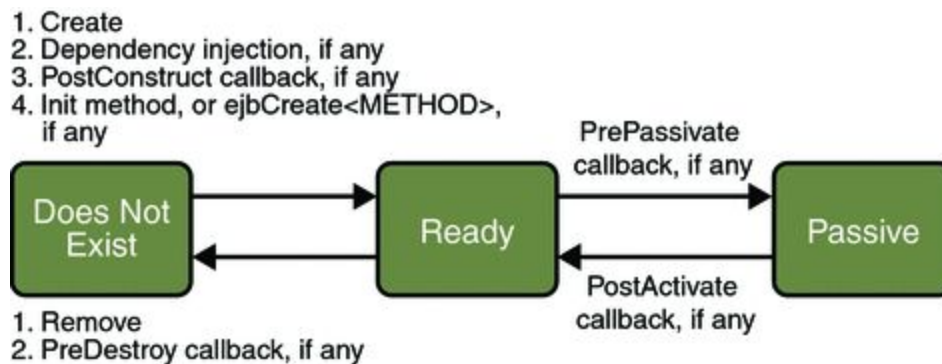 1. Create
2. Dependency injection, if any
3. PostConstruct callback, if any
4. Init method, or ejbCreate<METHOD>,
if any
PrePassivate
callback, if any
Does Not
Exist
Ready
Passive
PostActivate
callback, if any
1. Remove
2. PreDestroy callback, if any